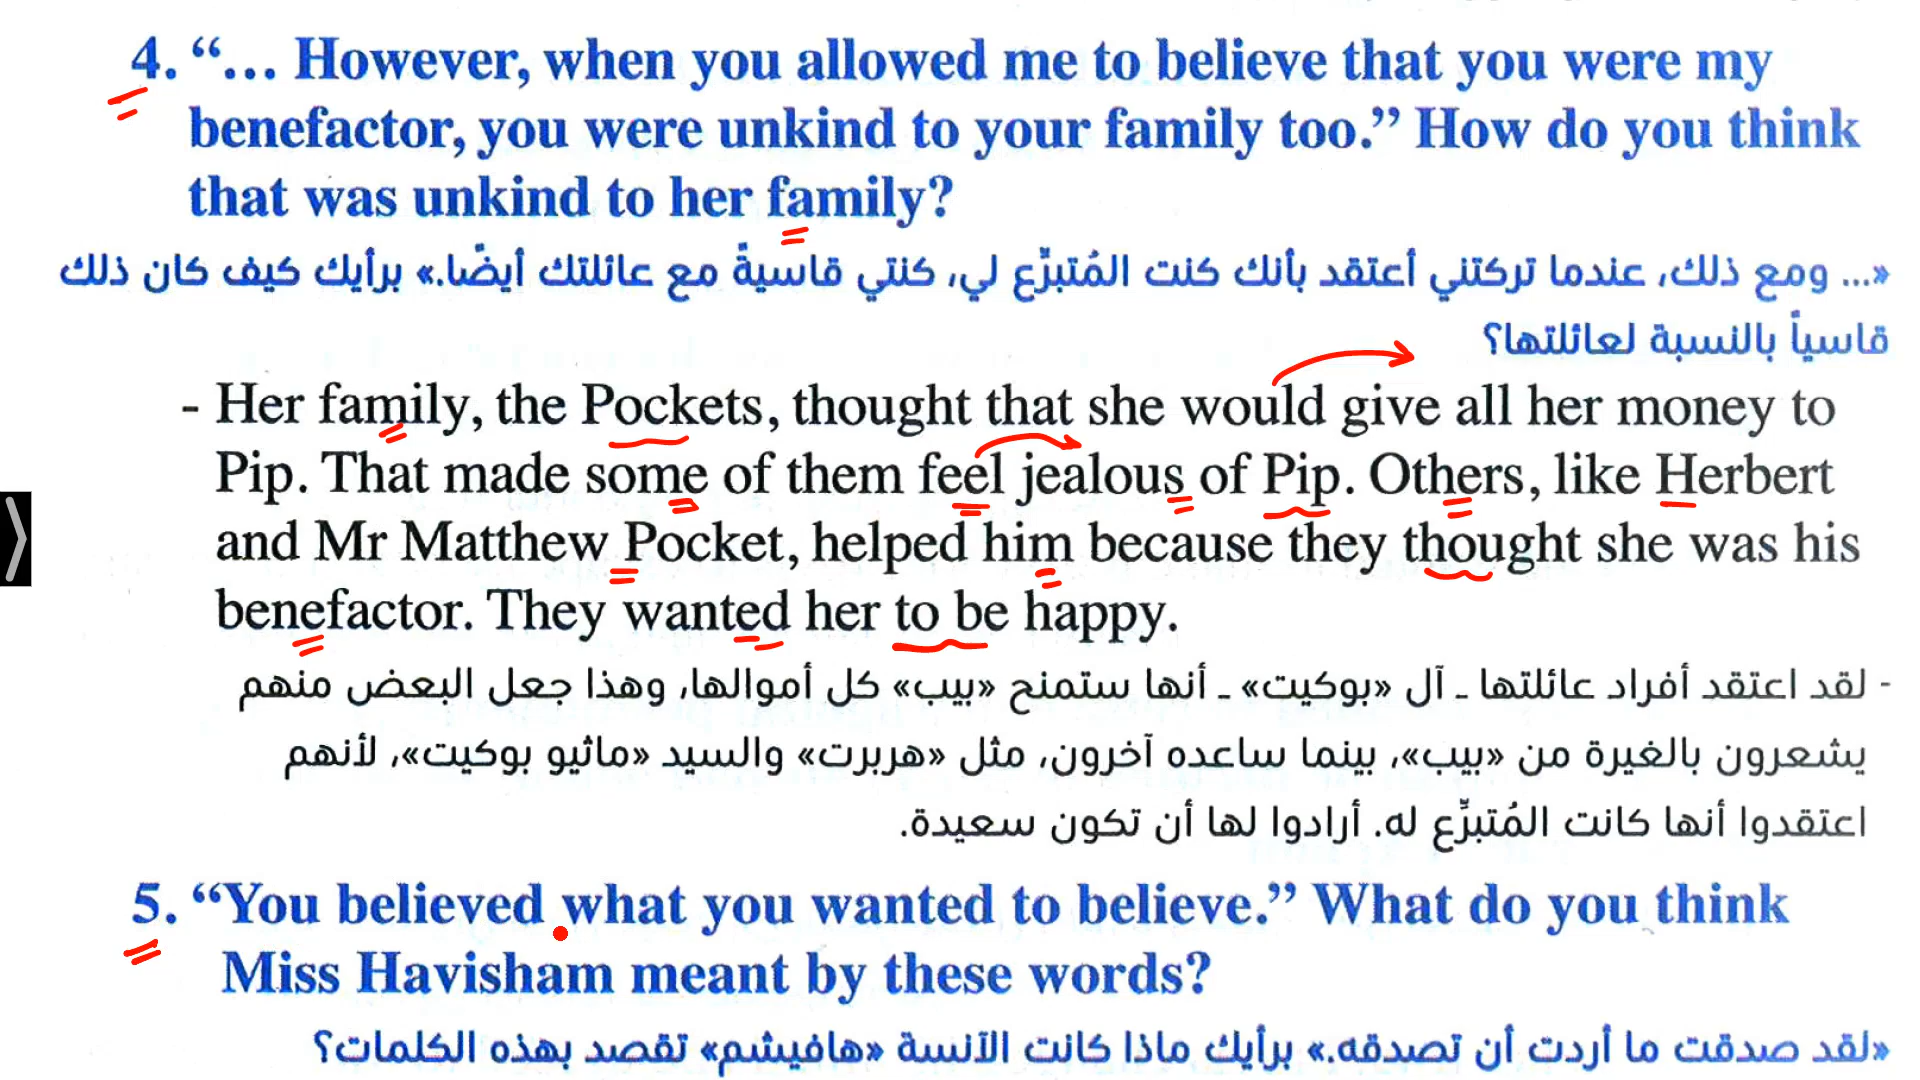 4. “... However, when you allowed me to believe that you were my
benefactor, you were unkind to your family too.” How do you think
that was unkind to her family?
«... ومع ذلك، عندما تركتني أعتقد بأنك كنت المُتبرِّع لي، كنتي قاسيةً مع عائلتك أيضًا.» برأيك كيف كان ذلك
قاسياً بالنسبة لعائلتها؟
- Her family, the Pockets, thought that she would give all her money to
Pip. That made some of them feel jealous of Pip. Others, like Herbert
and Mr Matthew Pocket, helped him because they thought she was his
benefactor. They wanted her to be happy.
- لقد اعتقد أفراد عائلتها ـ آل «بوكيت» ـ أنها ستمنح «بيب» كل أموالها، وهذا جعل البعض منهم
يشعرون بالغيرة من «بيب»، بينما ساعده آخرون، مثل «هربرت» والسيد «ماثيو بوكيت»، لأنهم
اعتقدوا أنها كانت المُتبرِّع له. أرادوا لها أن تكون سعيدة.
5. “You believed what you wanted to believe.” What do you think
Miss Havisham meant by these words?
«لقد صدقت ما أردت أن تصدقه.» برأيك ماذا كانت الآنسة «هافيشم» تقصد بهذه الكلمات؟